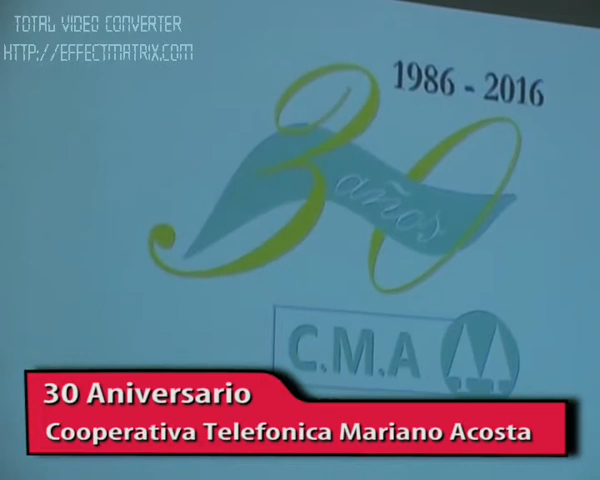 TOTAL VIDEO CONVERTER
HTTP://EFFECTMATRIX.COM
1986 - 2016
30
años
C.M.A
30 Aniversario
Cooperativa Telefonica Mariano Acosta